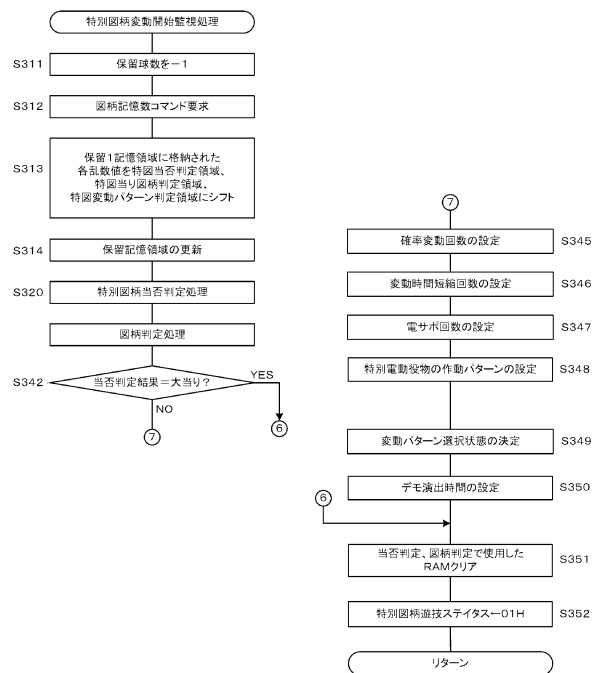 特別図柄変動開始監視処理
S311
保留球数を－1
S312
図柄記憶数コマンド要求
S313
保留1記憶領域に格納された
各乱数値を特図当否判定領域、
特図当り図柄判定領域、
特図変動パターン判定領域にシフト
S314
保留記憶領域の更新
S320
特別図柄当否判定処理
図柄判定処理
S342
当否判定結果＝大当り？
YES
NO
⑦
⑥
⑦
確率変動回数の設定
S345
変動時間短縮回数の設定
S346
電サポ回数の設定
S347
特別電動役物の作動パターンの設定
S348
変動パターン選択状態の決定
S349
デモ演出時間の設定
S350
⑥
当否判定、図柄判定で使用した
RAMクリア
S351
特別図柄遊技ステイタス←01H
S352
リターン